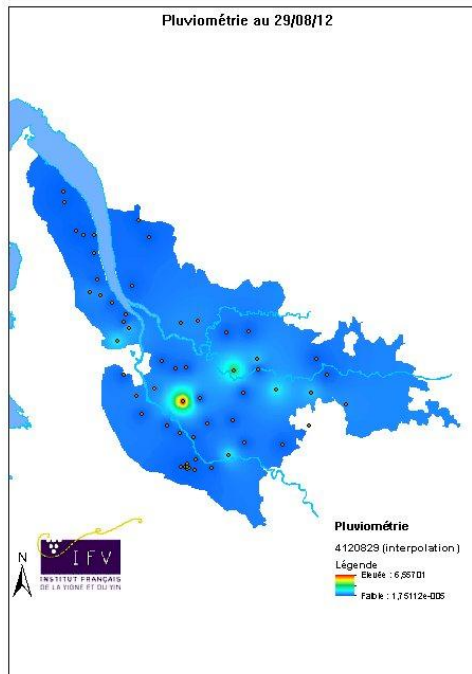 Pluviométrie au 29/08/12
Pluviométrie
4120829 (interpolation)
Légende
Elevée : 6,55701
Faible : 1,75112e-005
N
IFV
INSTITUT FRANÇAIS
DE LA VIGNE ET DU VIN